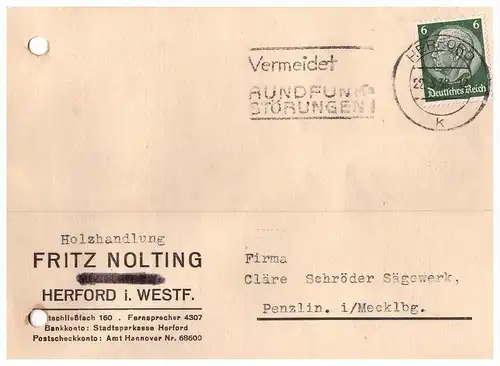 6 6
Deutsches Reich
HERFORD
k
Vermeidet
RUNDFUNK
STÖRUNGEN!
Holzhandlung
FRITZ NOLTING
HERFORD i. WESTF.
160 . Fernsprecher 4307
Bankkonto: Stadtsparkasse Herford
Postscheckkonto: Amt Hannover Nr. 68600
Firma
Cläre Schröder Sägewerk,
Penzlin. i/Mecklbg.